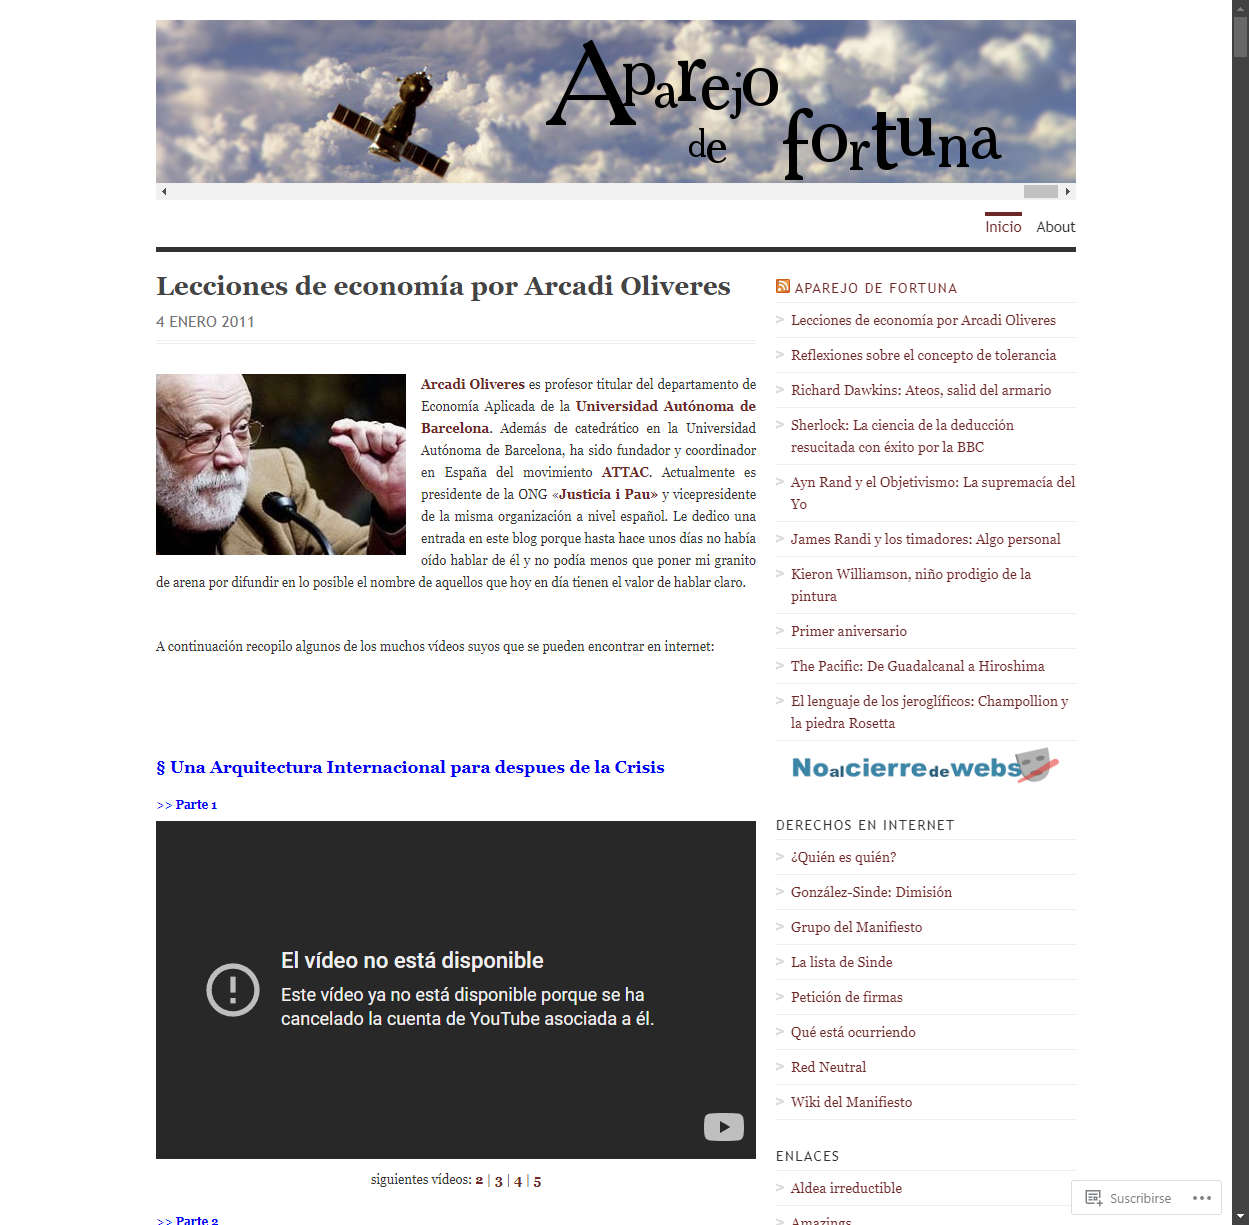 Aparejo
de fortuna
Inicio About
Lecciones de economía por Arcadi Oliveres
4 ENERO 2011
Arcadi Oliveres es profesor titular del departamento de
Economía Aplicada de la Universidad Autónoma de
Barcelona. Además de catedrático en la Universidad
Autónoma de Barcelona, ha sido fundador y coordinador
en España del movimiento ATTAC. Actualmente es
presidente de la ONG «Justicia i Pau» y vicepresidente
de la misma organización a nivel español. Le dedico una
entrada en este blog porque hasta hace unos días no había
oído hablar de él y no podía menos que poner mi granito
de arena por difundir en lo posible el nombre de aquellos que hoy en día tienen el valor de hablar claro.
A continuación recopilo algunos de los muchos vídeos suyos que se pueden encontrar en internet:
§ Una Arquitectura Internacional para despues de la Crisis
>> Parte 1
El vídeo no está disponible
Este vídeo ya no está disponible porque se ha
cancelado la cuenta de YouTube asociada a él.
siguientes vídeos: 2 | 3 | 4 | 5
>> Parte 2
APAREJO DE FORTUNA
> Lecciones de economía por Arcadi Oliveres
> Reflexiones sobre el concepto de tolerancia
> Richard Dawkins: Ateos, salid del armario
> Sherlock: La ciencia de la deducción
resucitada con éxito por la BBC
> Ayn Rand y el Objetivismo: La supremacía del
Yo
> James Randi y los timadores: Algo personal
> Kieron Williamson, niño prodigio de la
pintura
> Primer aniversario
> The Pacific: De Guadalcanal a Hiroshima
> El lenguaje de los jeroglíficos: Champollion y
la piedra Rosetta
Noalcierredewebs
DERECHOS EN INTERNET
> ¿Quién es quién?
> González-Sinde: Dimisión
> Grupo del Manifiesto
> La lista de Sinde
> Petición de firmas
> Qué está ocurriendo
> Red Neutral
> Wiki del Manifiesto
ENLACES
> Aldea irreductible
> Amazings
Suscribirse